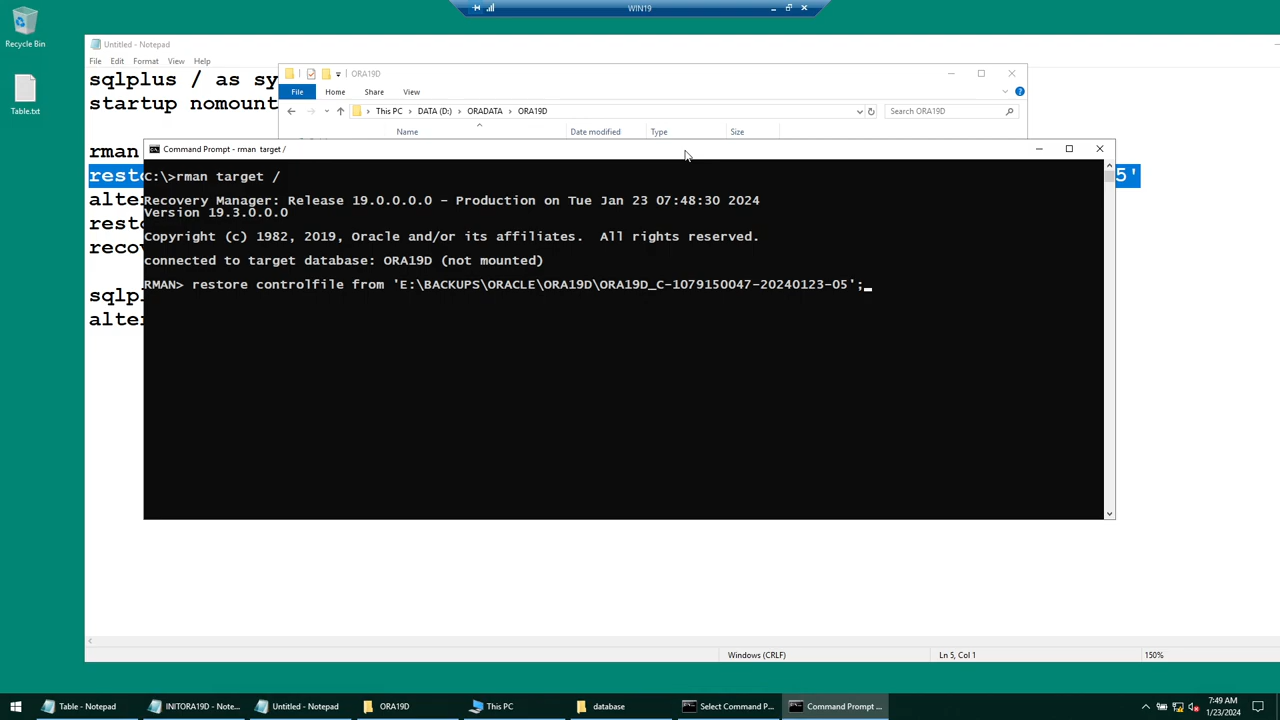 WIN19
Recycle Bin
Table.txt
Untitled - Notepad
File Edit Format View Help
sqlplus / as sy
startup nomount
rman
resto
5'
alter
resto
recov
sqlpl
alter
ORA19D
File Home Share View
This PC > DATA (D:) > ORADATA > ORA19D
Search ORA19D
Name Date modified Type Size
Command Prompt - rman target /
C:\>rman target /
Recovery Manager: Release 19.0.0.0.0 - Production on Tue Jan 23 07:48:30 2024
Version 19.3.0.0.0
Copyright (c) 1982, 2019, Oracle and/or its affiliates. All rights reserved.
connected to target database: ORA19D (not mounted)
RMAN> restore controlfile from 'E:\BACKUPS\ORACLE\ORA19D\ORA19D_C-1079150047-20240123-05';
Windows (CRLF) Ln 5, Col 1 150%
Table - Notepad
INITORA19D - Note...
Untitled - Notepad
ORA19D
This PC
database
Select Command P...
Command Prompt ...
7:49 AM
1/23/2024